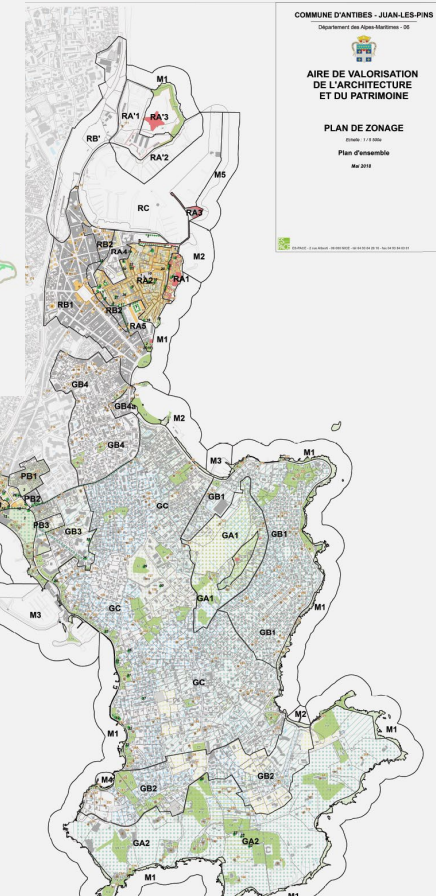 COMMUNE D'ANTIBES - JUAN-LES-PINS
Département des Alpes-Maritimes - 06
AIRE DE VALORISATION
DE L'ARCHITECTURE
ET DU PATRIMOINE
PLAN DE ZONAGE
Plan d'ensemble
Mai 2018
M1
RA'1
RA'3
RB'
RA'2
M5
RC
RA3
RB2
RA4
M2
RA2
RA1
RB1
RB2
RA5
M1
GB4
GB4a
M2
GB4
M3
M1
PB1
GB1
PB2
GC
PB3
GB3
GA1
GB1
GC
GA1
M3
M1
GB1
GC
M2
M1
M1
M4
GB2
GB2
GA2
GA2
M1
M1